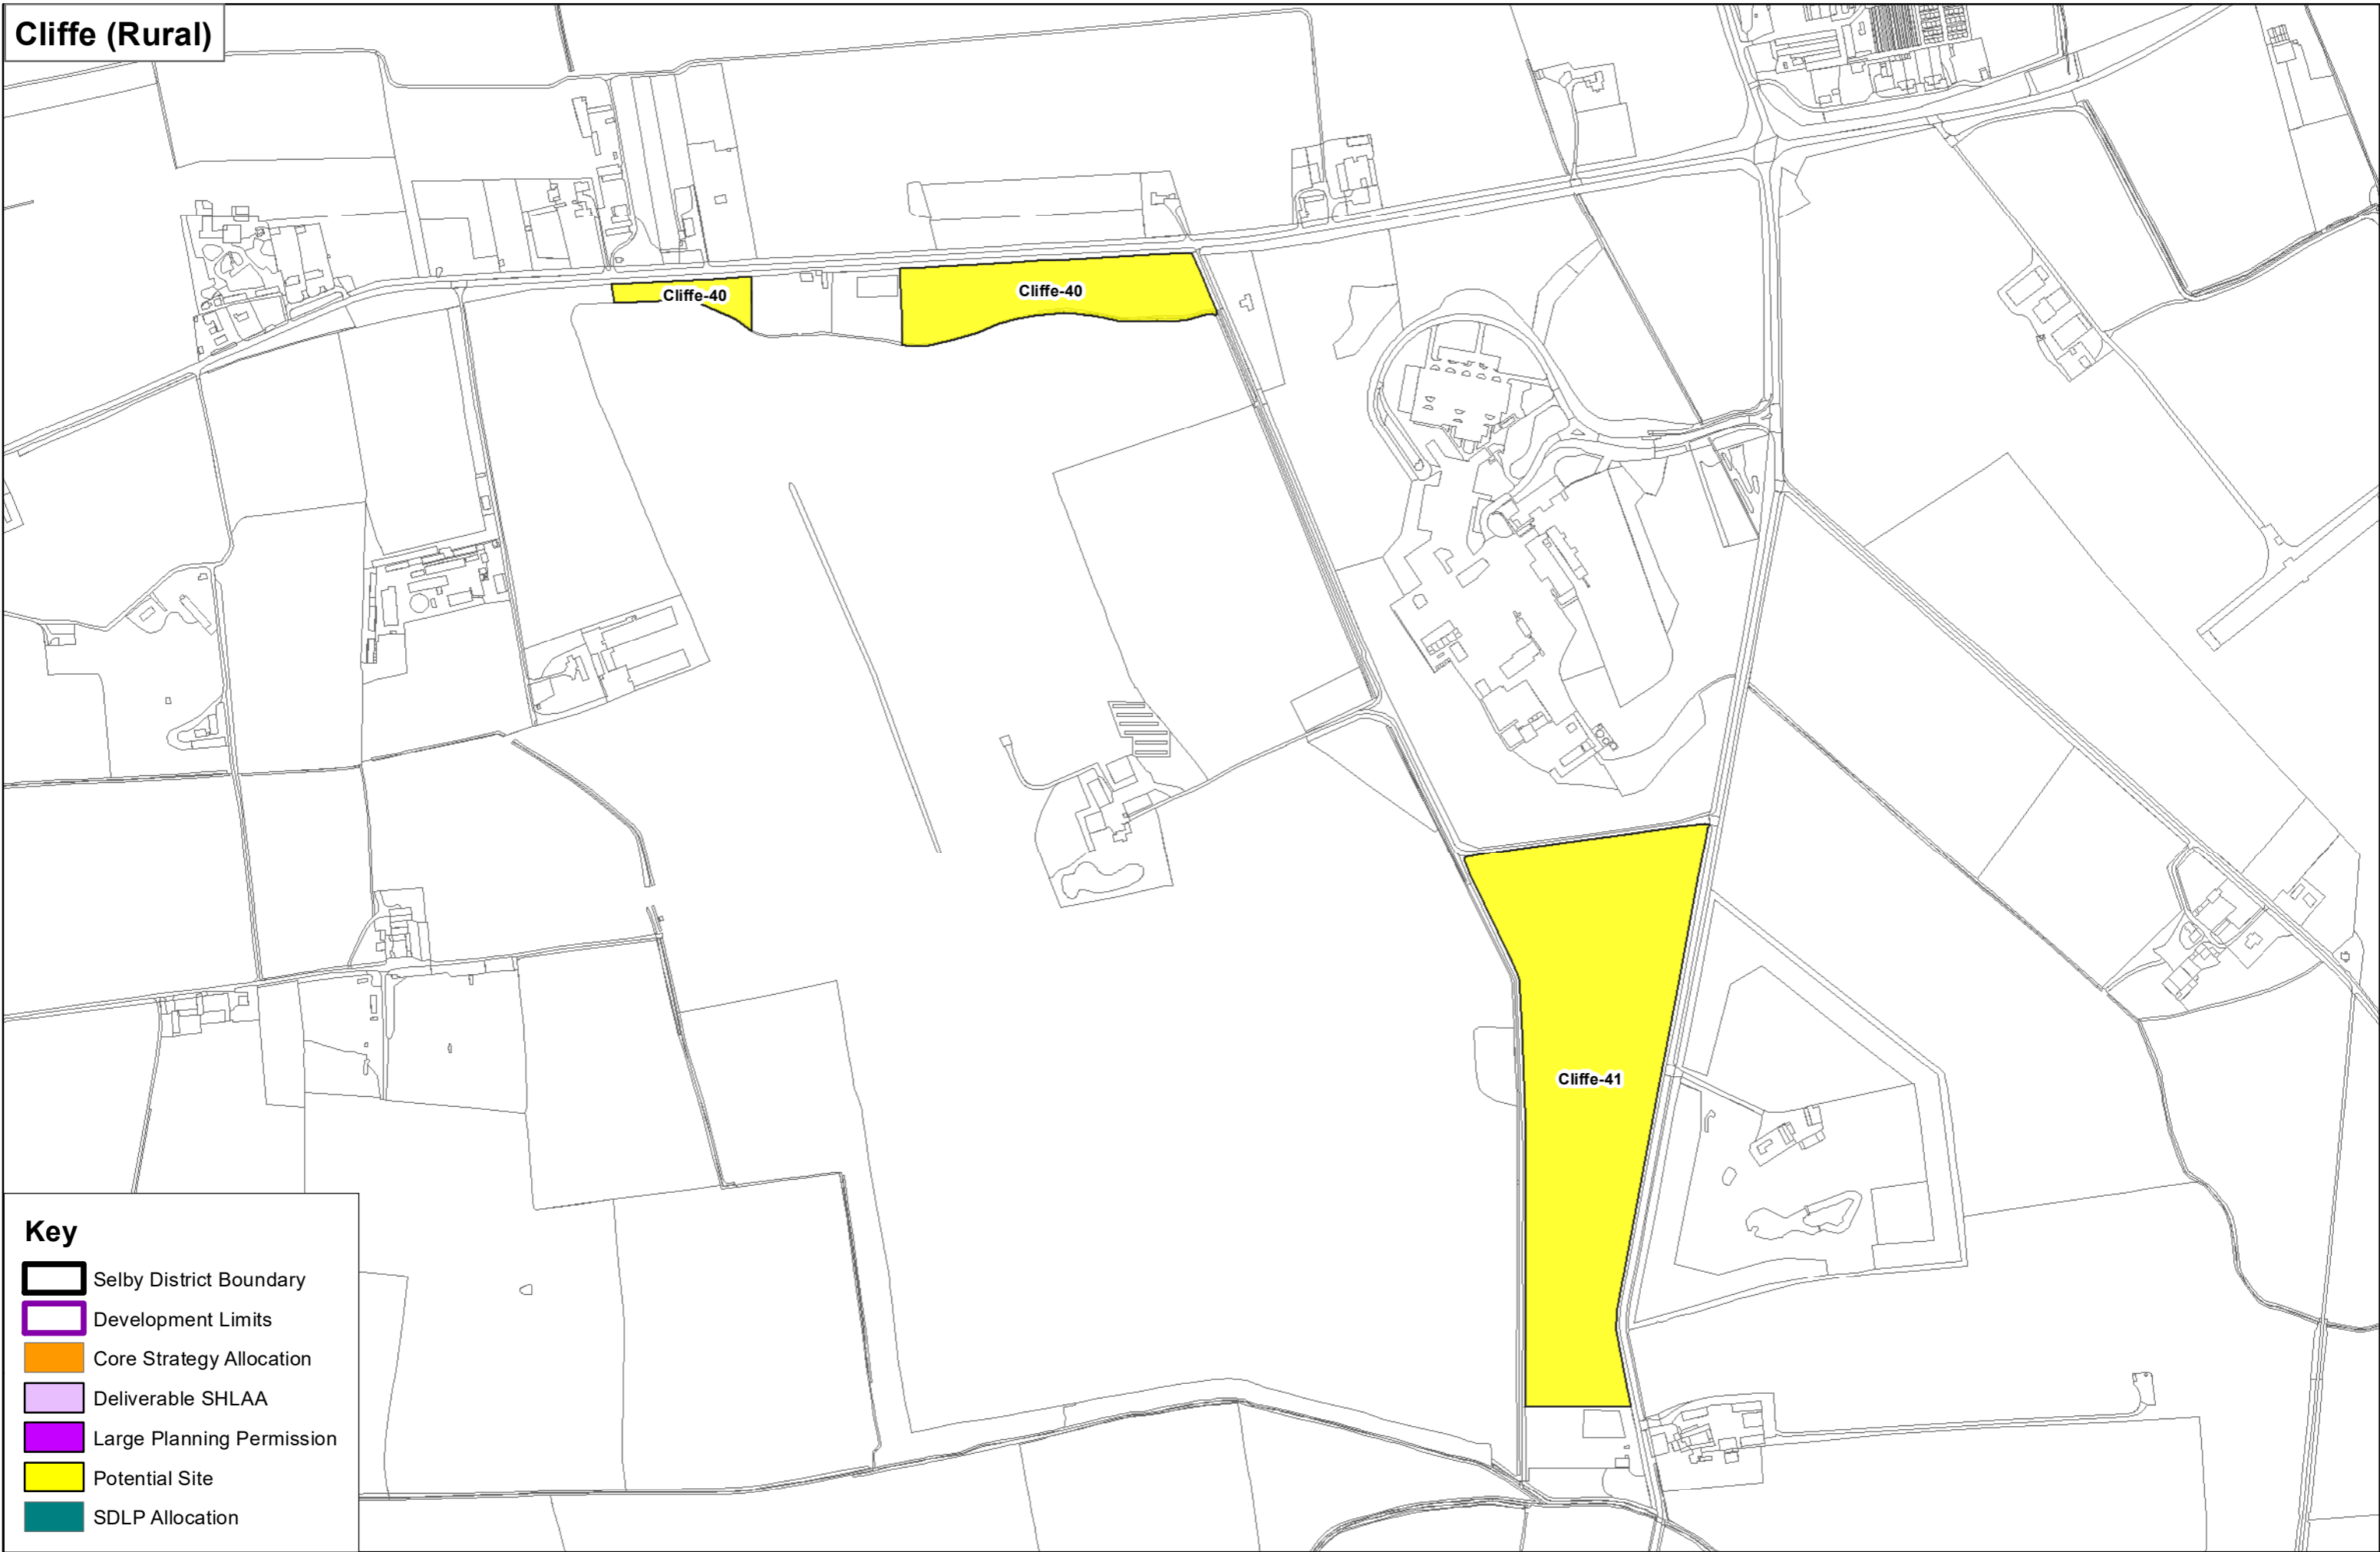 Cliffe (Rural)
Cliffe-40
Cliffe-40
Cliffe-41
Key
Selby District Boundary
Development Limits
Core Strategy Allocation
Deliverable SHLAA
Large Planning Permission
Potential Site
SDLP Allocation